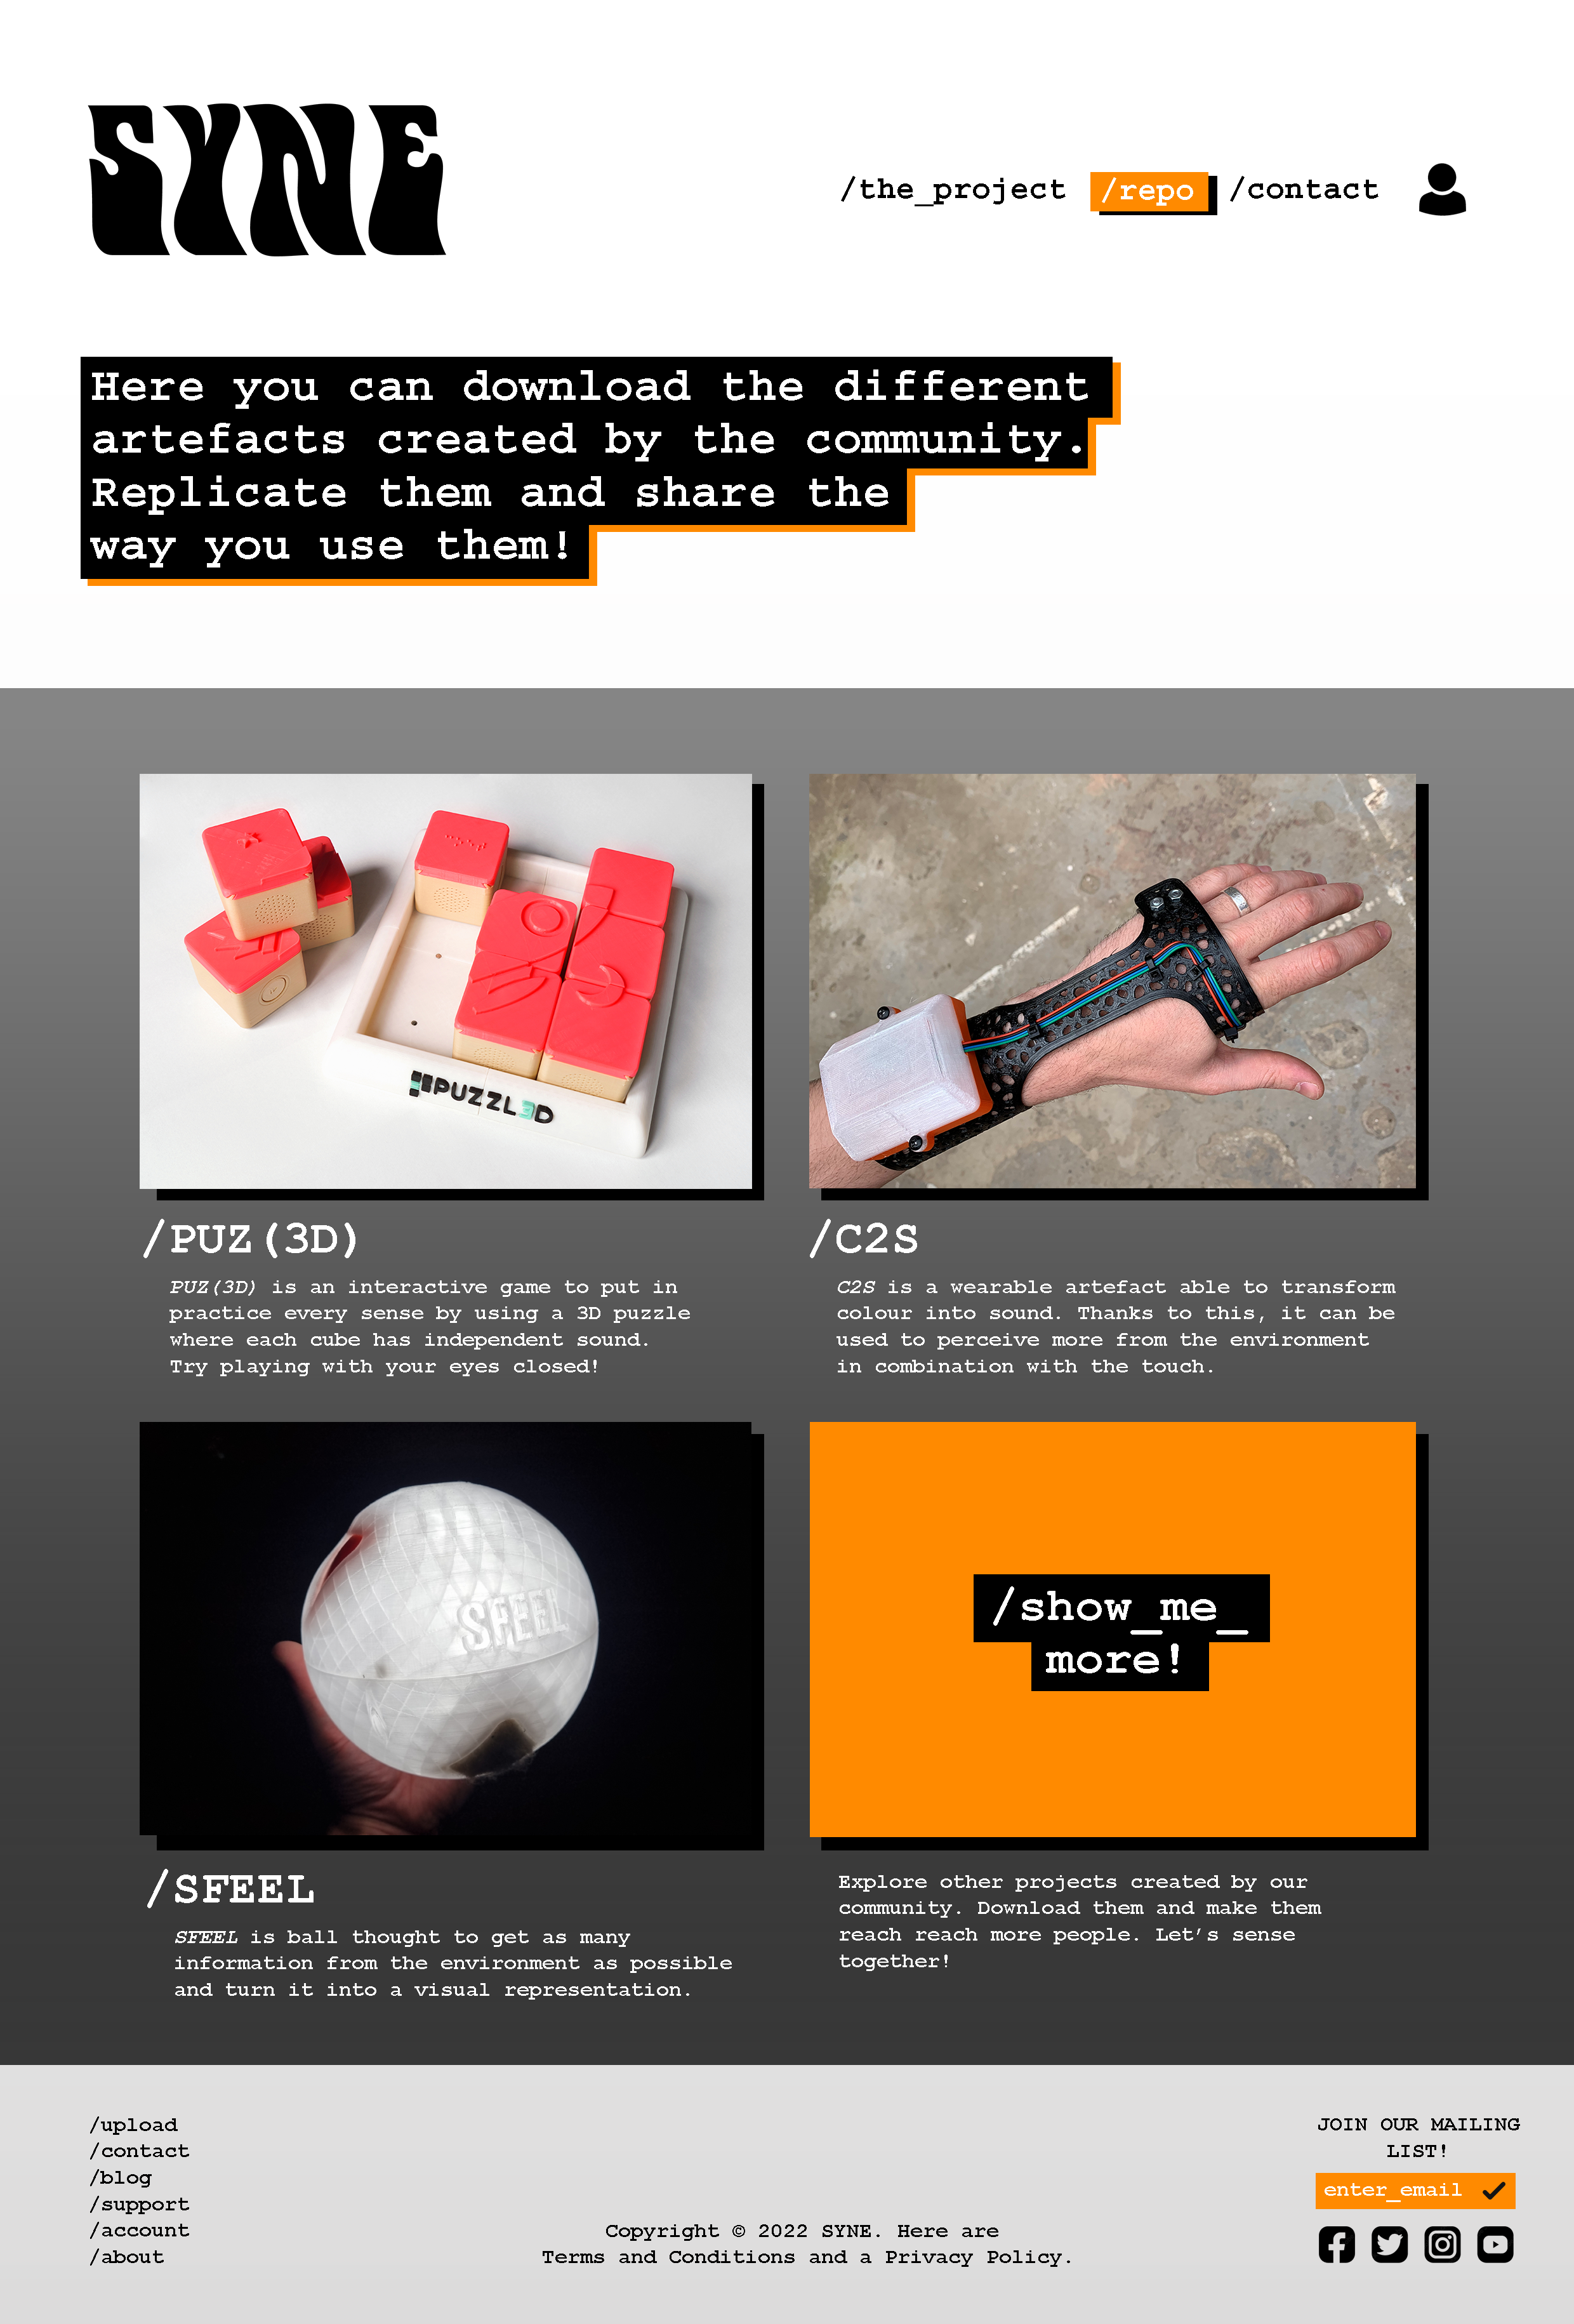 SYNE
/the_project /repo /contact
Here you can download the different
artefacts created by the community.
Replicate them and share the
way you use them!
PUZZL3D
/PUZ(3D)
PUZ(3D) is an interactive game to put in
practice every sense by using a 3D puzzle
where each cube has independent sound.
Try playing with your eyes closed!
/C2S
C2S is a wearable artefact able to transform
colour into sound. Thanks to this, it can be
used to perceive more from the environment
in combination with the touch.
SFEEL
/SFEEL
SFEEL is ball thought to get as many
information from the environment as possible
and turn it into a visual representation.
/show_me_
more!
Explore other projects created by our
community. Download them and make them
reach reach more people. Let’s sense
together!
/upload
/contact
/blog
/support
/account
/about
Copyright © 2022 SYNE. Here are
Terms and Conditions and a Privacy Policy.
JOIN OUR MAILING
LIST!
enter_email